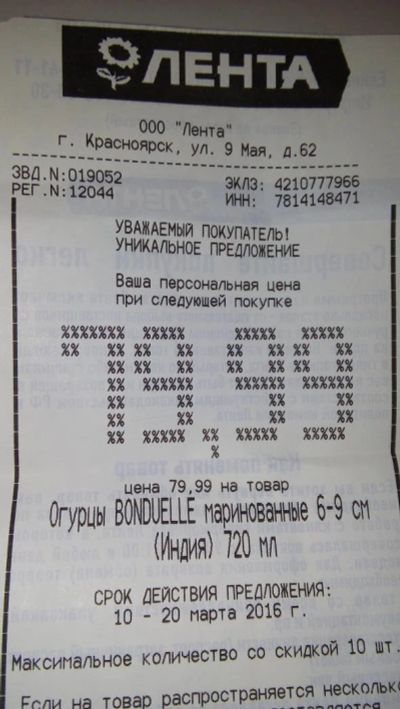 ЛЕНТА
ООО "Лента"
г. Красноярск, ул. 9 Мая, д.62
ЗВД.N:019052
РЕГ.N:12044
ЭКЛЗ: 4210777966
ИНН: 7814148471
УВАЖАЕМЫЙ ПОКУПАТЕЛЬ!
УНИКАЛЬНОЕ ПРЕДЛОЖЕНИЕ
Ваша персональная цена
при следующей покупке
79,99
цена 79,99 на товар
Огурцы BONDUELLE маринованные 6-9 cm
(Индия) 720 мл
СРОК ДЕЙСТВИЯ ПРЕДЛОЖЕНИЯ:
10 - 20 марта 2016 г.
Максимальное количество со скидкой 10 шт.
Если на товар распространяется несколько